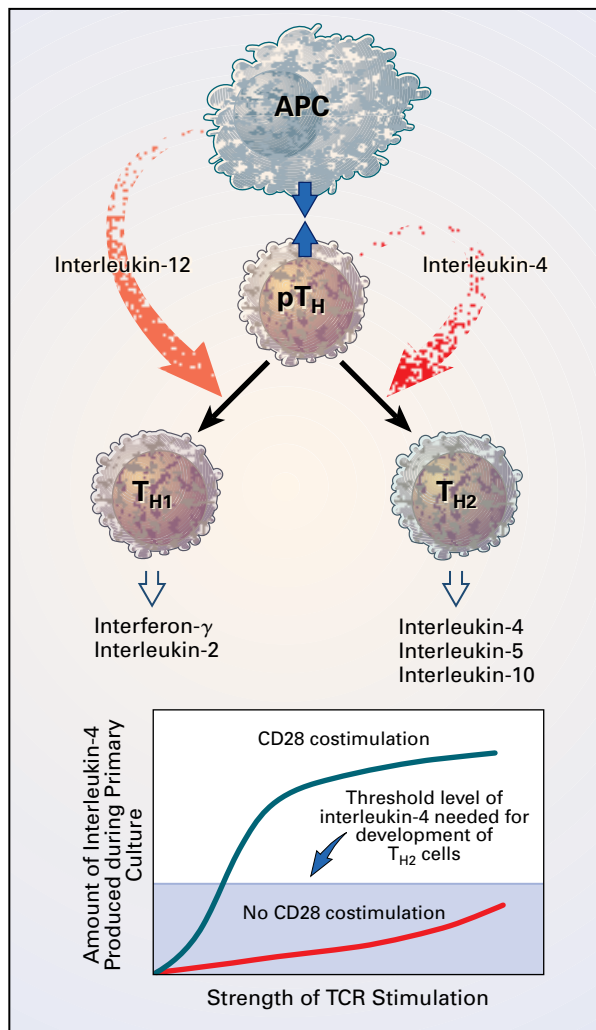 APC
Interleukin-12
Interleukin-4
pTH
TH1
TH2
Interferon-γ
Interleukin-2
Interleukin-4
Interleukin-5
Interleukin-10
Amount of Interleukin-4
Produced during Primary
Culture
CD28 costimulation
Threshold level of
interleukin-4 needed for
development of
TH2 cells
No CD28 costimulation
Strength of TCR Stimulation